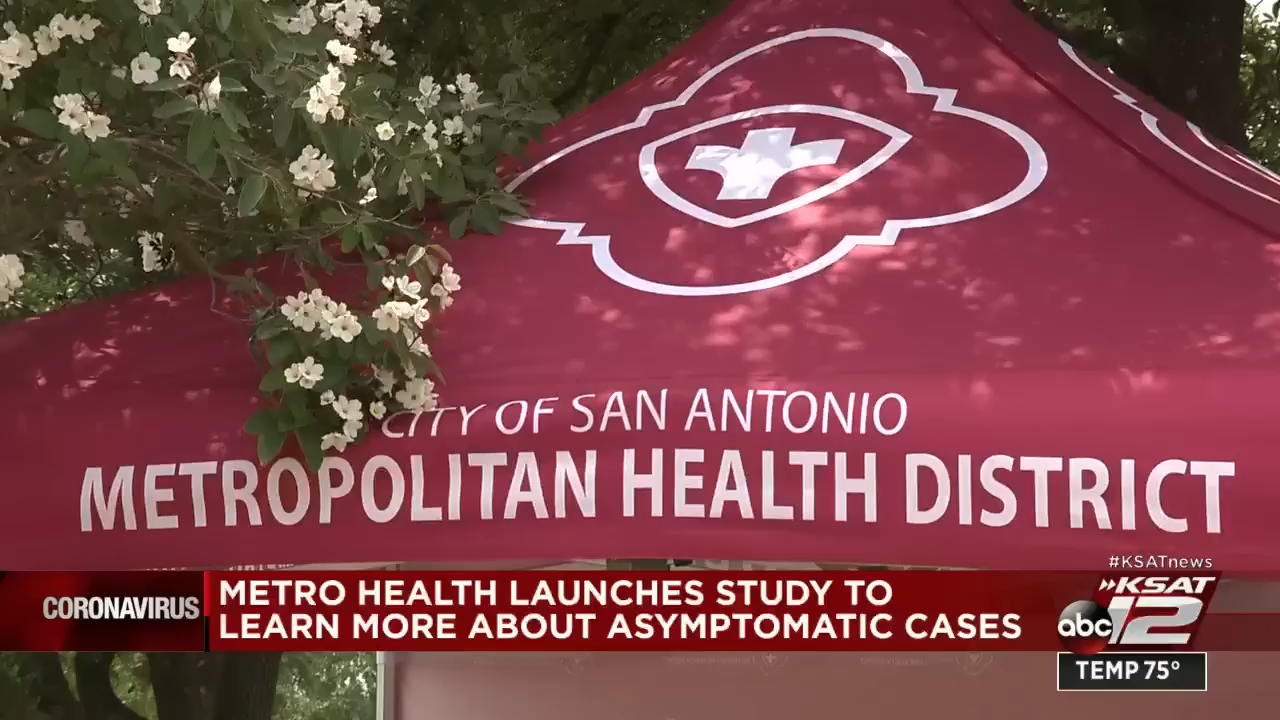 CITY OF SAN ANTONIO
METROPOLITAN HEALTH DISTRICT
#KSATnews
CORONAVIRUS
METRO HEALTH LAUNCHES STUDY TO
LEARN MORE ABOUT ASYMPTOMATIC CASES
abc
KSAT
12
TEMP 75°